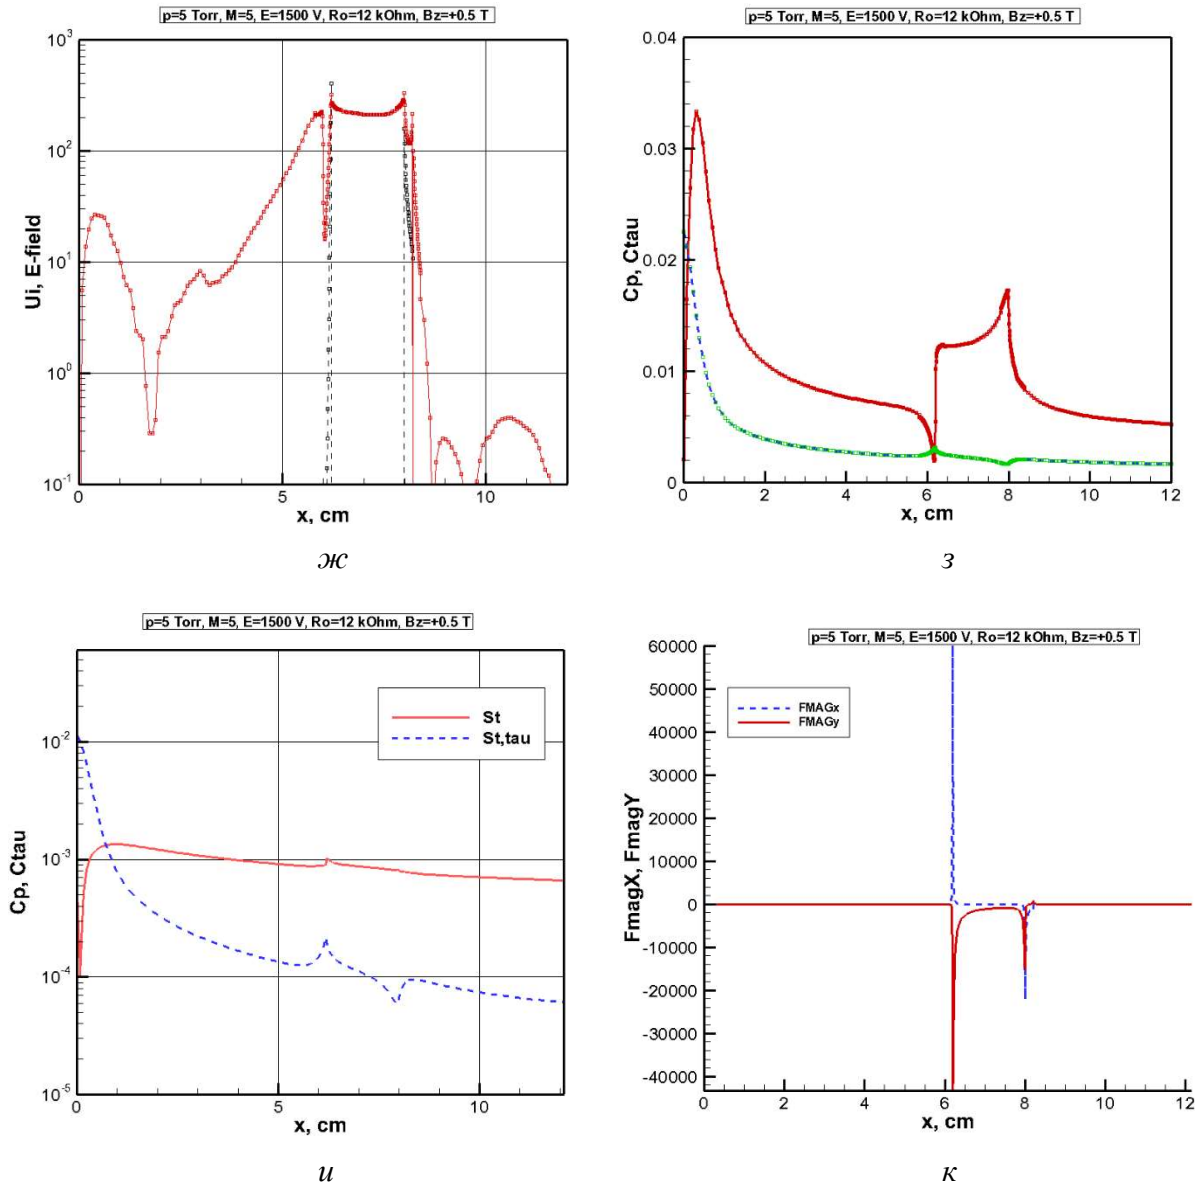 p=5 Torr, M=5, E=1500 V, Ro=12 kOhm, Bz=+0.5 T
Ui, E-field
10³
10²
10¹
10⁰
10⁻¹
0 5 10
x, cm
ж
p=5 Torr, M=5, E=1500 V, Ro=12 kOhm, Bz=+0.5 T
Cp, Ctau
0.04
0.03
0.02
0.01
0
0 2 4 6 8 10 12
x, cm
з
p=5 Torr, M=5, E=1500 V, Ro=12 kOhm, Bz=+0.5 T
Cp, Ctau
10⁻²
10⁻³
10⁻⁴
10⁻⁵
St
St,tau
0 5 10
x, cm
и
p=5 Torr, M=5, E=1500 V, Ro=12 kOhm, Bz=+0.5 T
FmagX, FmagY
60000
50000
40000
30000
20000
10000
0
-10000
-20000
-30000
-40000
FMAGx
FMAGy
0 2 4 6 8 10 12
x, cm
к